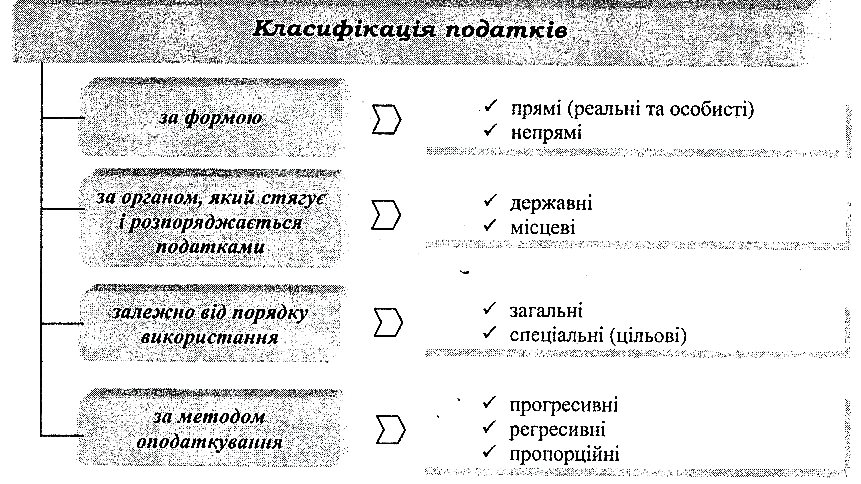 Класифікація податків
за формою
✓ прямі (реальні та особисті)
✓ непрямі
за органом, який стягує
і розпоряджається
податками
✓ державні
✓ місцеві
залежно від порядку
використання
✓ загальні
✓ спеціальні (цільові)
за методом
оподаткування
✓ прогресивні
✓ регресивні
✓ пропорційні